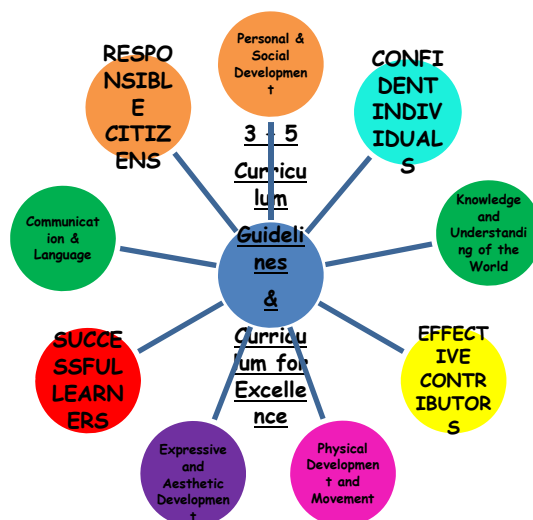 Personal &
Social
Developmen
t
RESPO
NSIBL
E
CITIZ
ENS
CONFI
DENT
INDIV
IDUAL
S
3 - 5
Curricu
lum
Guideli
nes
&
Curricu
lum for
Excelle
nce
Communicat
ion &
Language
Knowledge
and
Understandi
ng of the
World
SUCCE
SSFUL
LEARN
ERS
EFFECT
IVE
CONTR
IBUTOR
S
Expressive
and
Aesthetic
Developmen
t
Physical
Developmen
t and
Movement